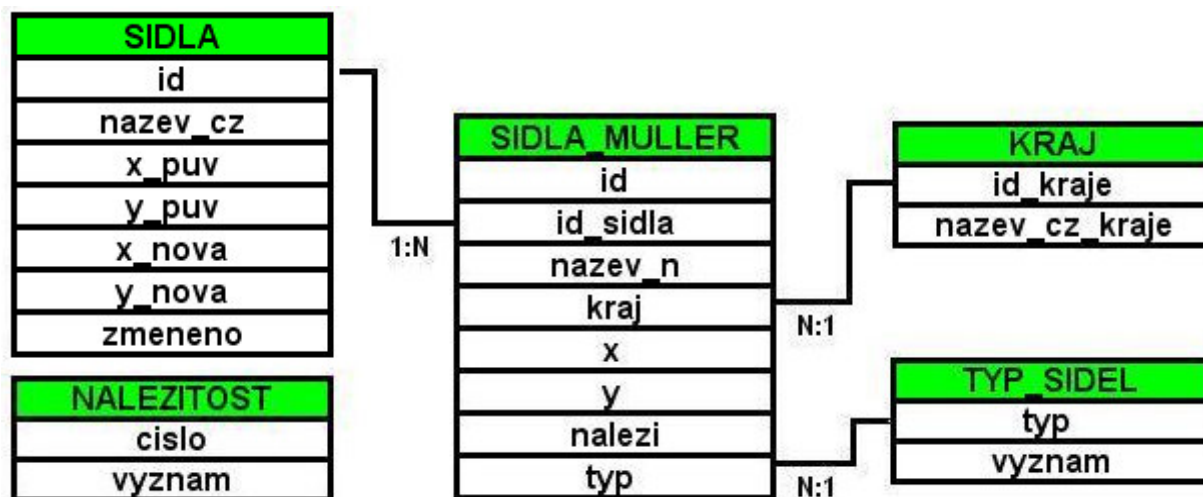 SIDLA
id
nazev_cz
x_puv
y_puv
x_nova
y_nova
zmeneno
NALEZITOST
cislo
vyznam
1:N
SIDLA_MULLER
id
id_sidla
nazev_n
kraj
x
y
nalezi
typ
N:1
N:1
KRAJ
id_kraje
nazev_cz_kraje
TYP_SIDEL
typ
vyznam